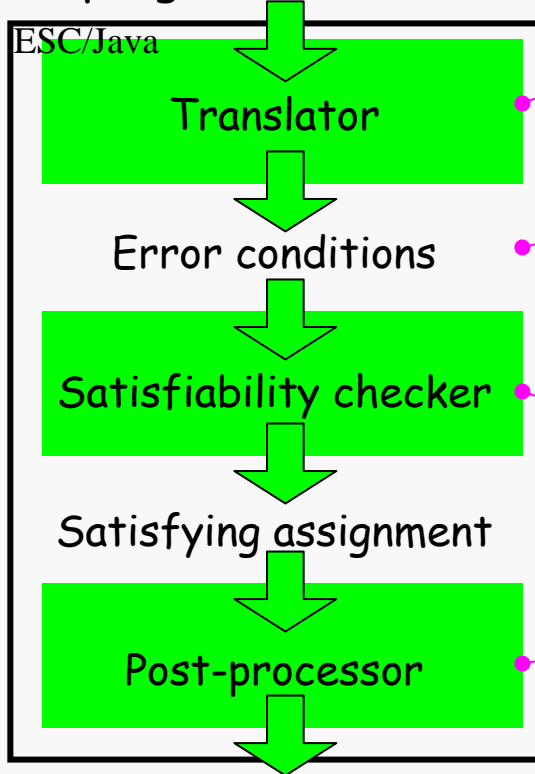 ESC/Java
Translator
Error conditions
Satisfiability checker
Satisfying assignment
Post-processor